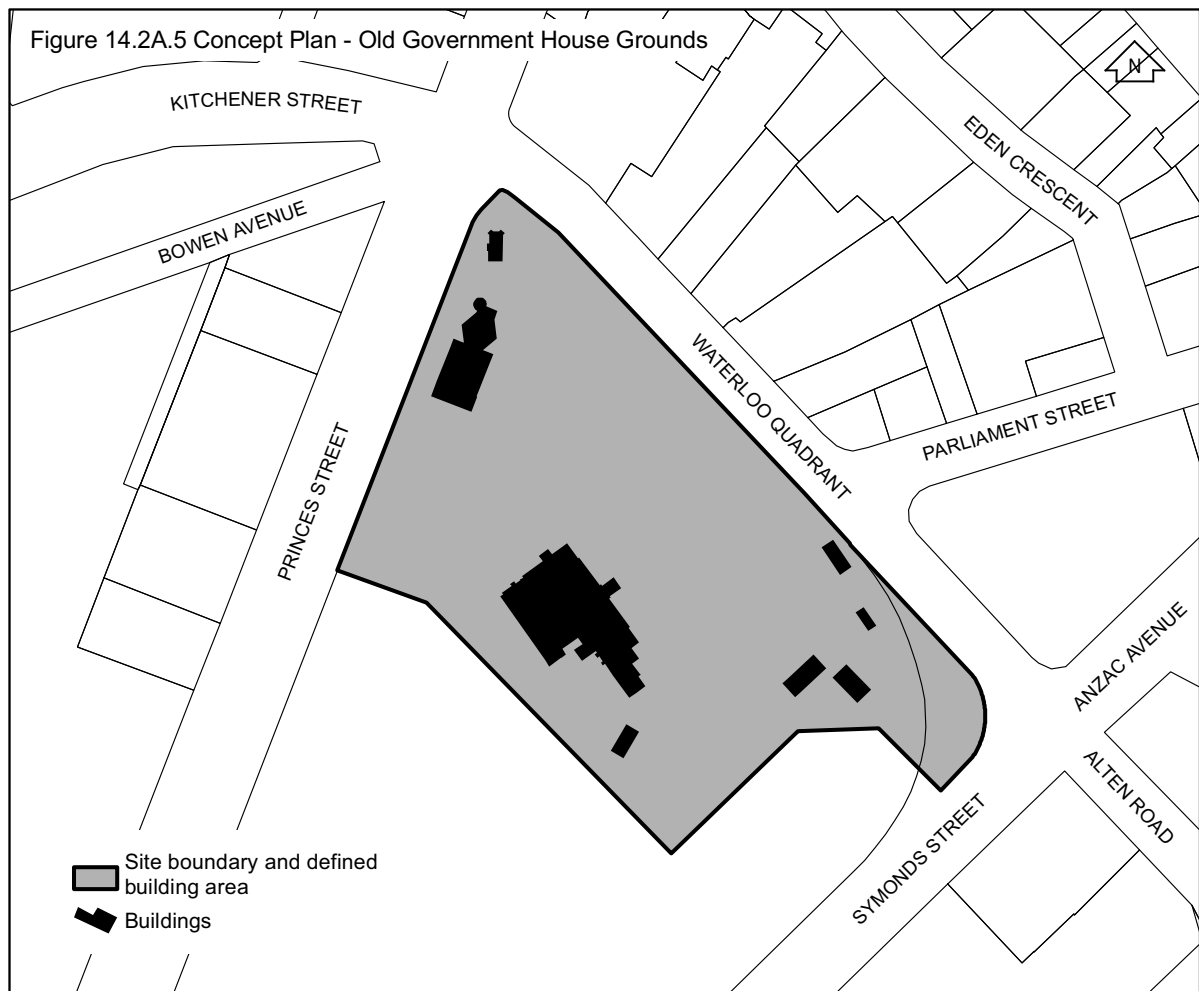 Figure 14.2A.5 Concept Plan - Old Government House Grounds
N
KITCHENER STREET
EDEN CRESCENT
BOWEN AVENUE
WATERLOO QUADRANT
PARLIAMENT STREET
PRINCES STREET
ANZAC AVENUE
ALTEN ROAD
SYMONDS STREET
Site boundary and defined
building area
Buildings